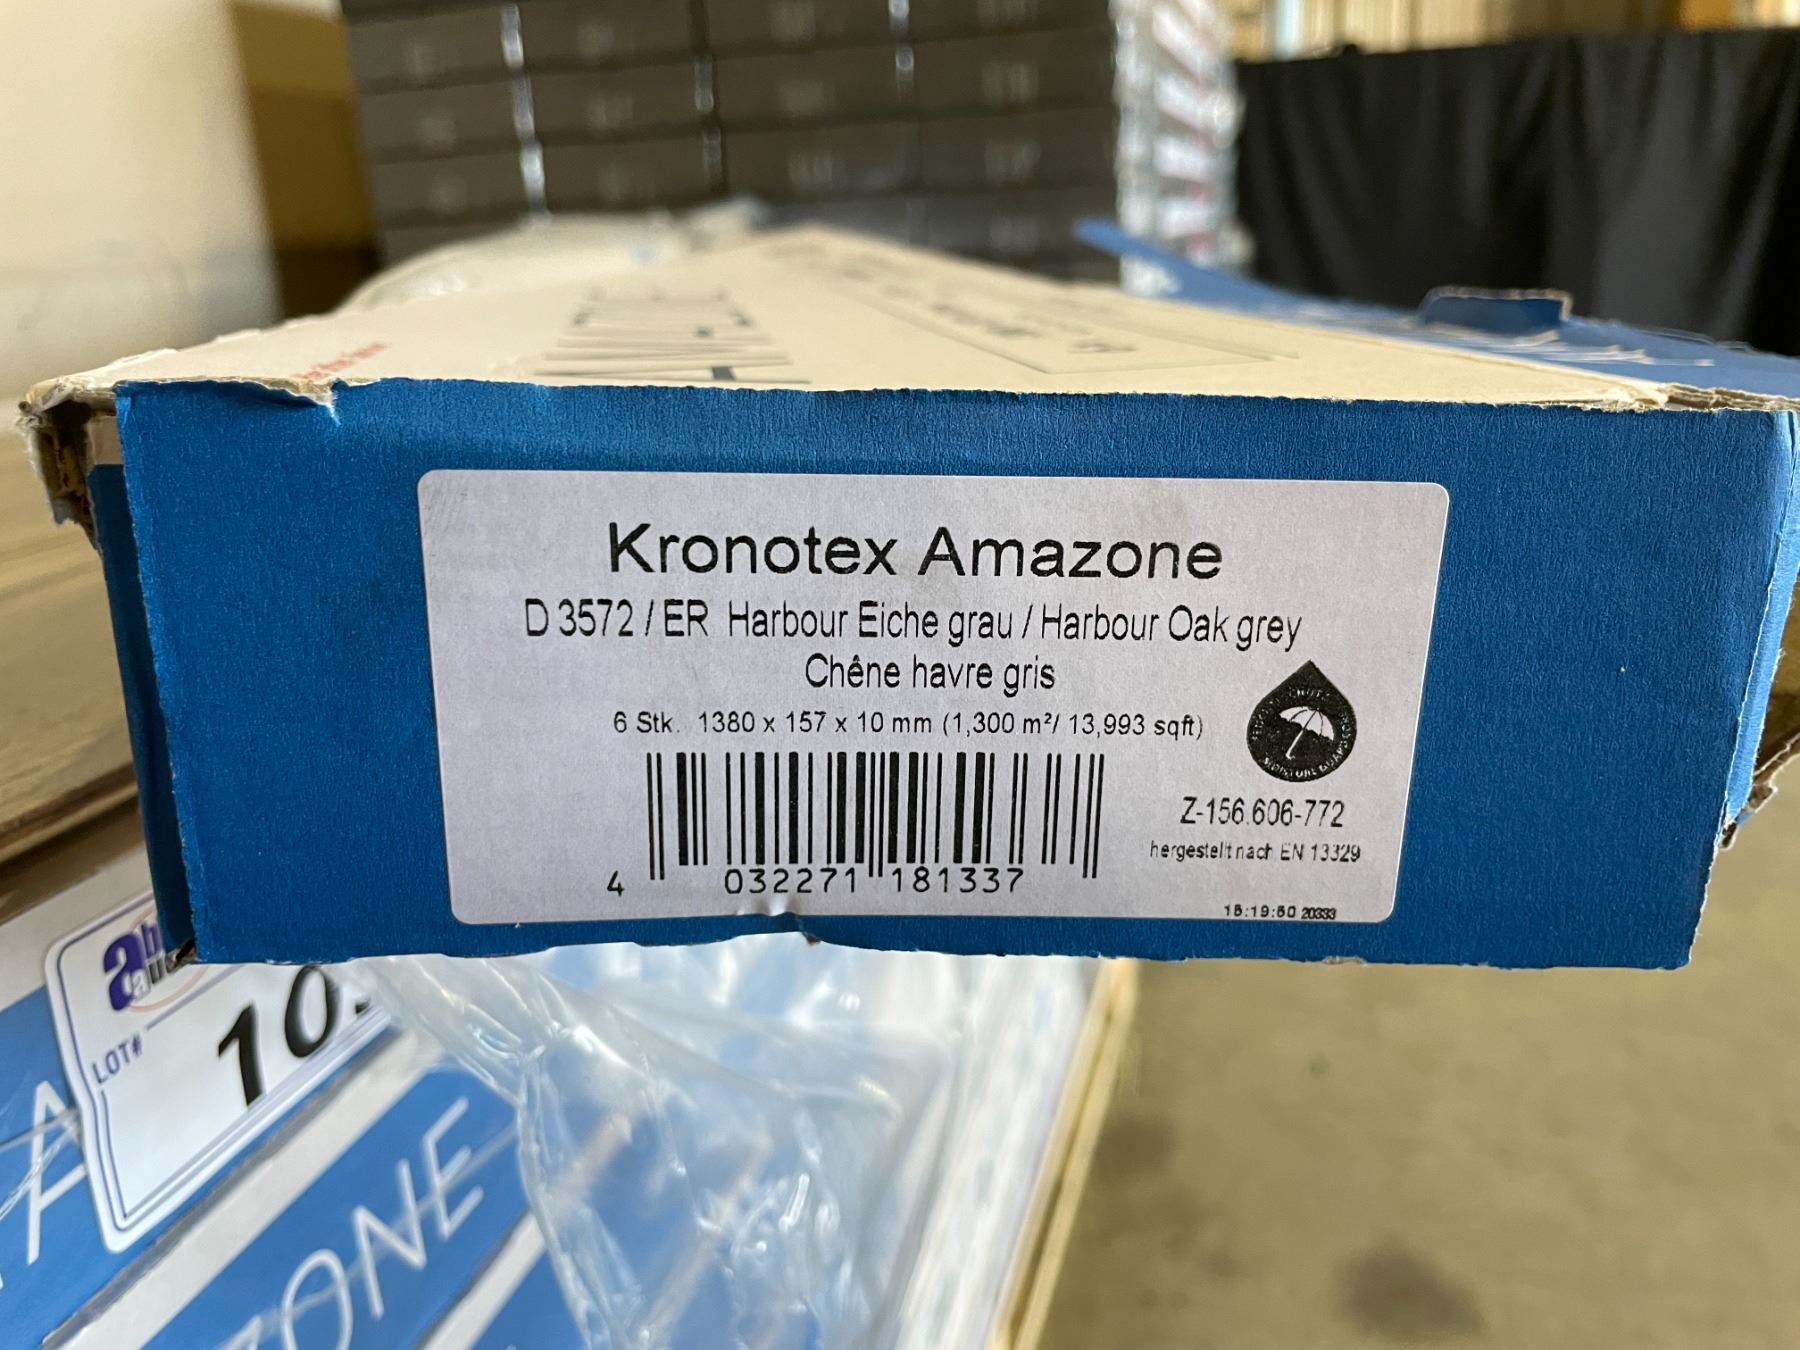 Kronotex Amazone
D 3572 / ER Harbour Eiche grau / Harbour Oak grey
Chêne havre gris
6 Stk. 1380 x 157 x 10 mm (1,300 m²/ 13,993 sqft)
Z-156.606-772
hergestellt nach EN 13329
4 032271 181337
15:19:50 20333
LOT#
10
ZONE